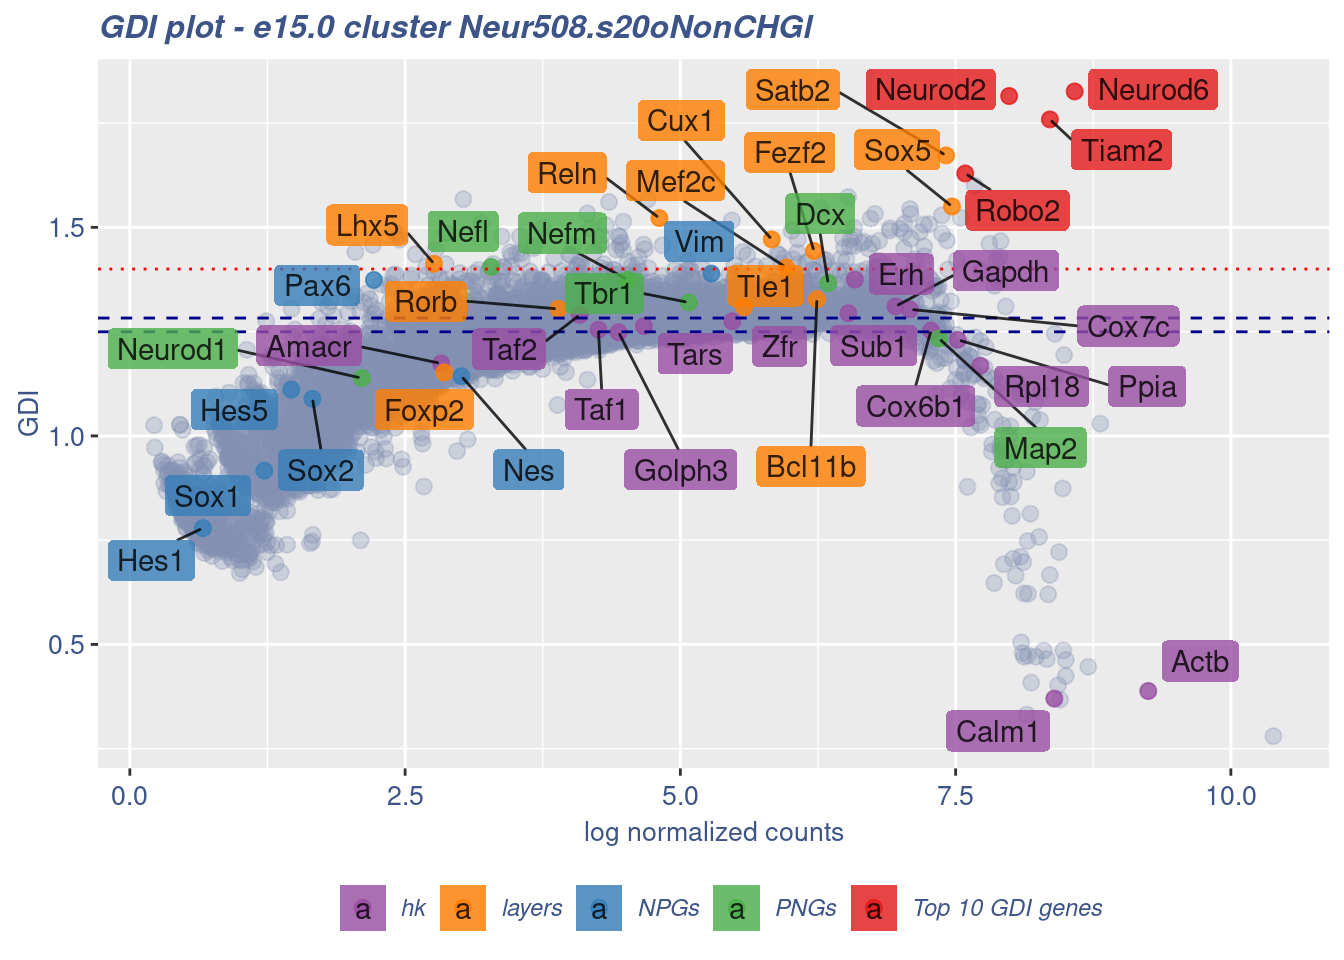 GDI plot - e15.0 cluster Neur508.s20oNonCHGI
Satb2
Neurod2
Neurod6
Cux1
Fezf2
Sox5
Tiam2
Reln
Mef2c
Robo2
Lhx5
Nefl
Nefm
Vim
Dcx
Pax6
Rorb
Tbr1
Tle1
Erh
Gapdh
Neurod1
Amacr
Taf2
Tars
Zfr
Sub1
Cox7c
Hes5
Foxp2
Taf1
Cox6b1
Rpl18
Ppia
Sox2
Nes
Golph3
Bcl11b
Map2
Sox1
Hes1
Actb
Calm1
GDI
1.5
1.0
0.5
0.0
2.5
5.0
7.5
10.0
log normalized counts
a hk a layers a NPGs a PNGs a Top 10 GDI genes